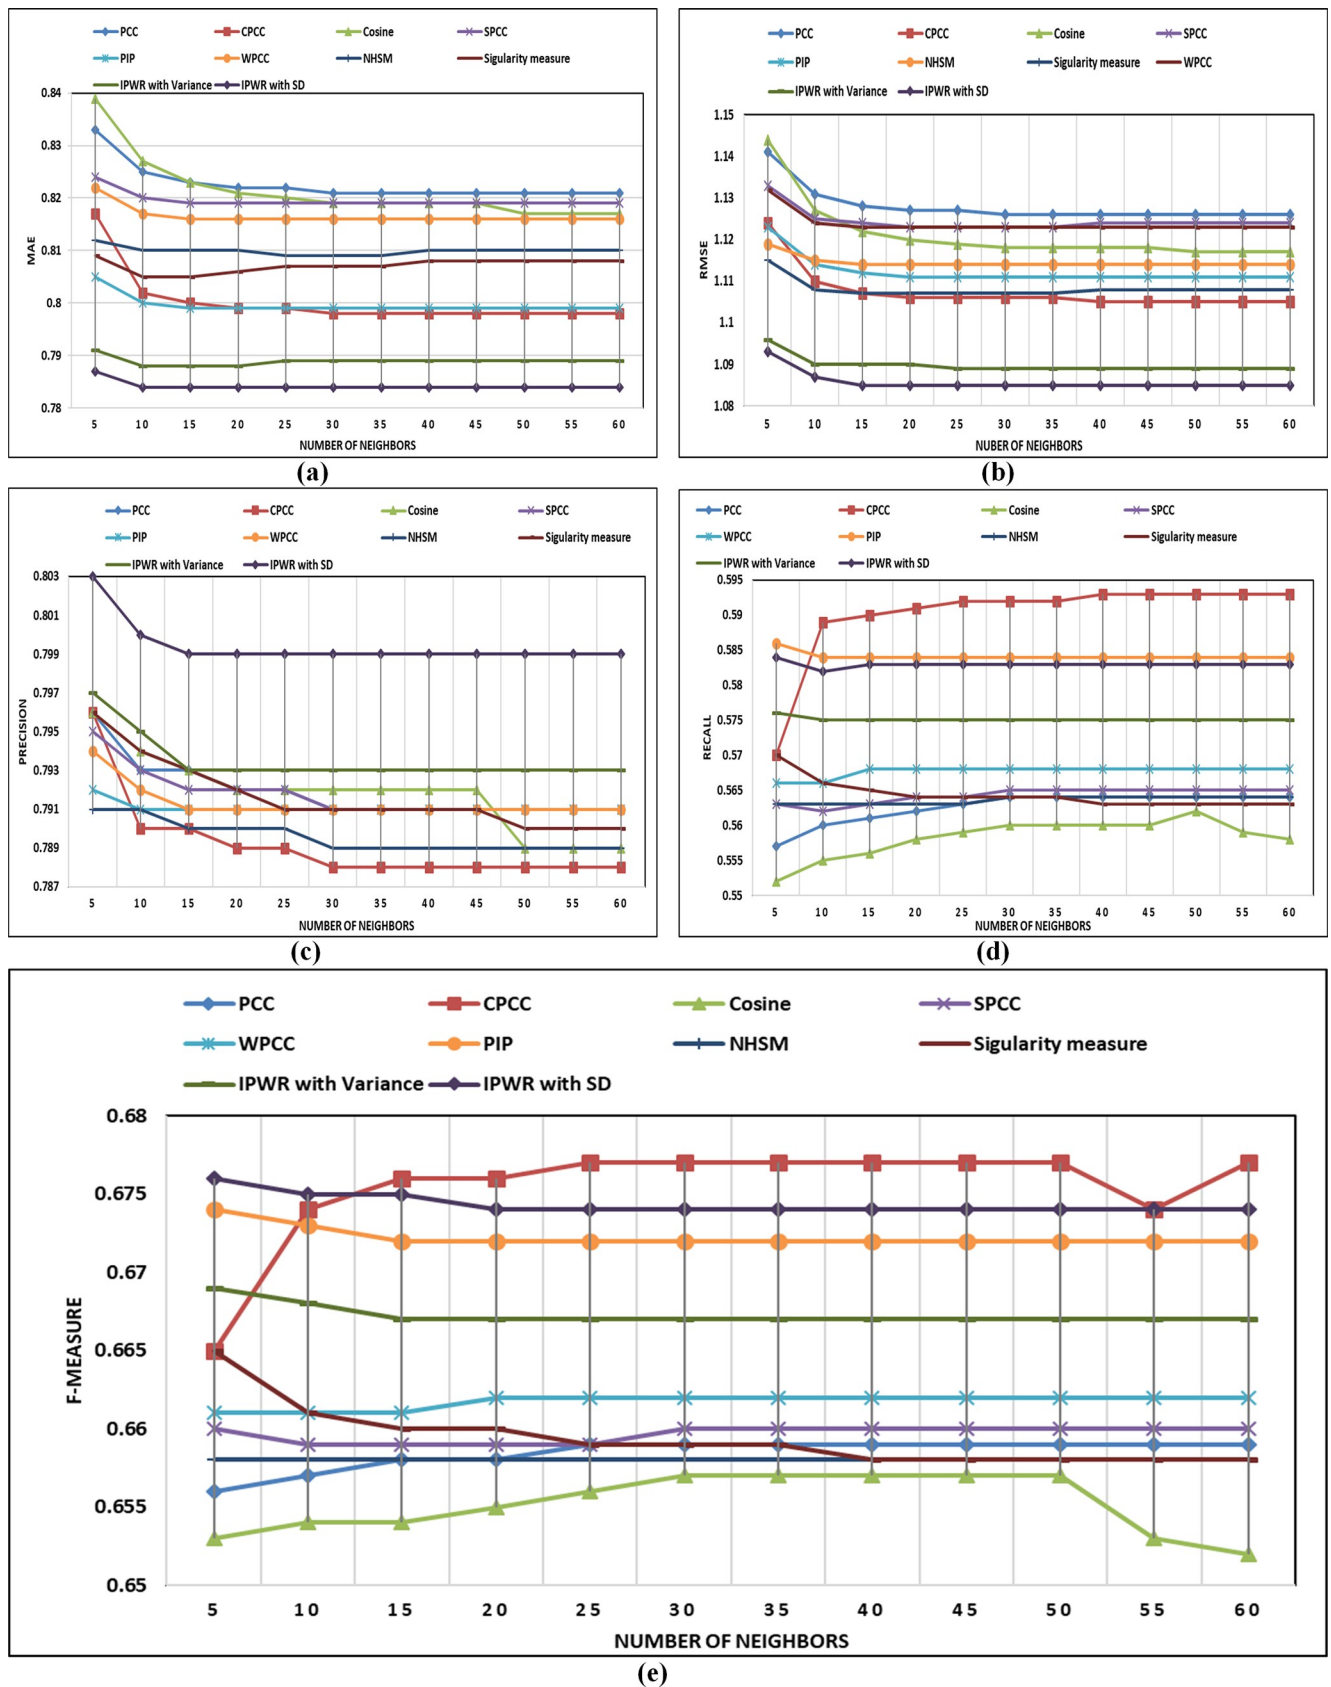 PCC CPCC Cosine SPCC
PIP WPCC NHSM Sigularity measure
IPWR with Variance IPWR with SD
0.84
0.83
0.82
0.81
0.8
0.79
0.78
MAE
5 10 15 20 25 30 35 40 45 50 55 60
NUMBER OF NEIGHBORS
(a)
PCC CPCC Cosine SPCC
PIP NHSM Sigularity measure WPCC
IPWR with Variance IPWR with SD
1.15
1.14
1.13
1.12
1.11
1.1
1.09
1.08
RMSE
5 10 15 20 25 30 35 40 45 50 55 60
NUBER OF NEIGHBORS
(b)
PCC CPCC Cosine SPCC
PIP WPCC NHSM Sigularity measure
IPWR with Variance IPWR with SD
0.803
0.801
0.799
0.797
0.795
0.793
0.791
0.789
0.787
PRECISION
5 10 15 20 25 30 35 40 45 50 55 60
NUMBER OF NEIGHBORS
(c)
PCC CPCC Cosine SPCC
WPCC PIP NHSM Sigularity measure
IPWR with Variance IPWR with SD
0.595
0.59
0.585
0.58
0.575
0.57
0.565
0.56
0.555
0.55
RECALL
5 10 15 20 25 30 35 40 45 50 55 60
NUMBER OF NEIGHBORS
(d)
PCC CPCC Cosine SPCC
WPCC PIP NHSM Sigularity measure
IPWR with Variance IPWR with SD
0.68
0.675
0.67
0.665
0.66
0.655
0.65
F-MEASURE
5 10 15 20 25 30 35 40 45 50 55 60
NUMBER OF NEIGHBORS
(e)